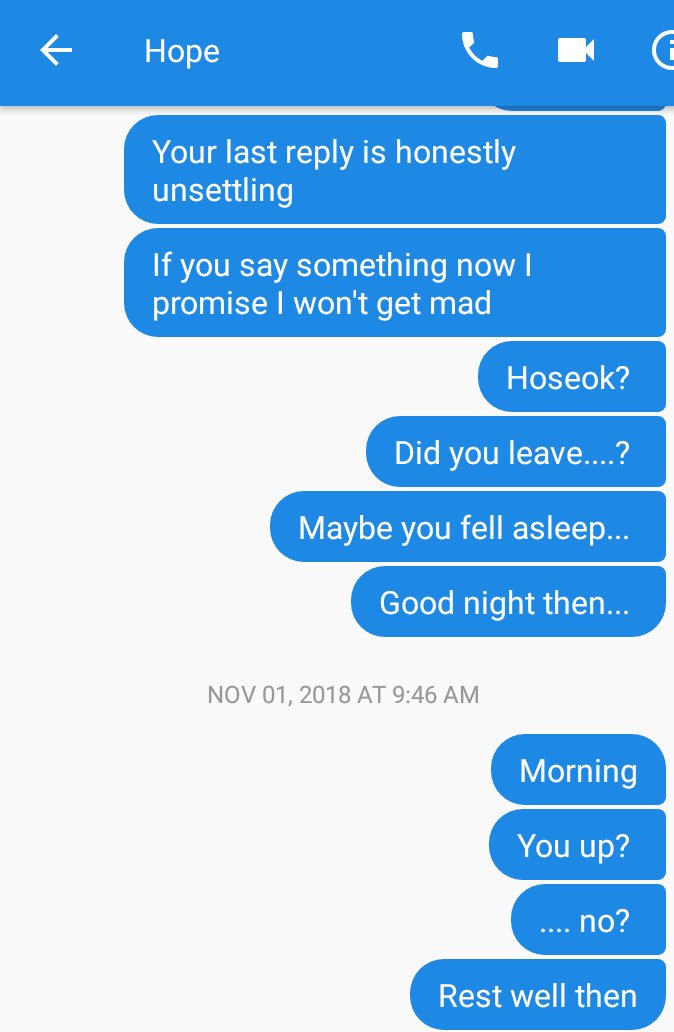 Hope
Your last reply is honestly
unsettling
If you say something now I
promise I won't get mad
Hoseok?
Did you leave....?
Maybe you fell asleep...
Good night then...
NOV 01, 2018 AT 9:46 AM
Morning
You up?
.... no?
Rest well then